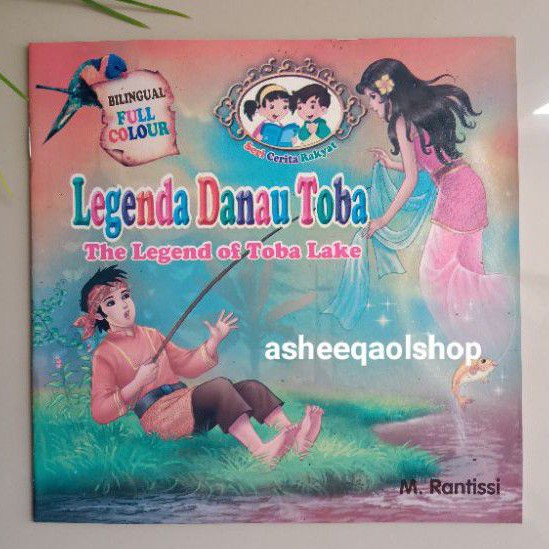 BILINGUAL
FULL
COLOUR
Seri Cerita Rakyat
Legenda Danau Toba
The Legend of Toba Lake
asheeqaolshop
M. Rantissi